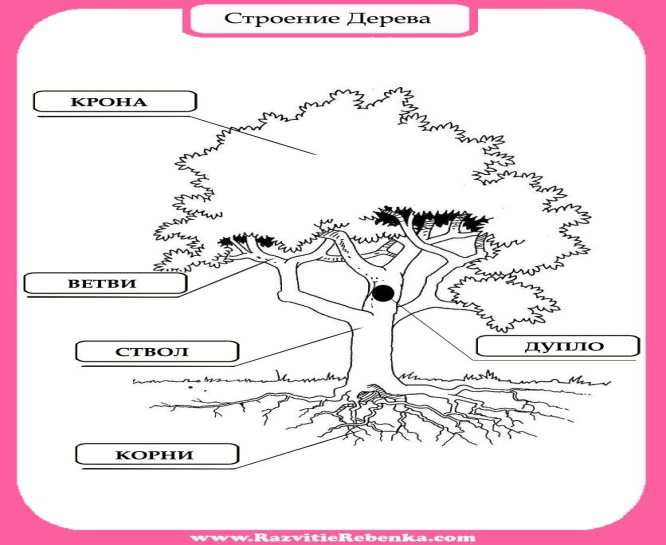 Строение Дерева
КРОНА
ВЕТВИ
СТВОЛ
ДУПЛО
КОРНИ
www.RazvitieRebenka.com